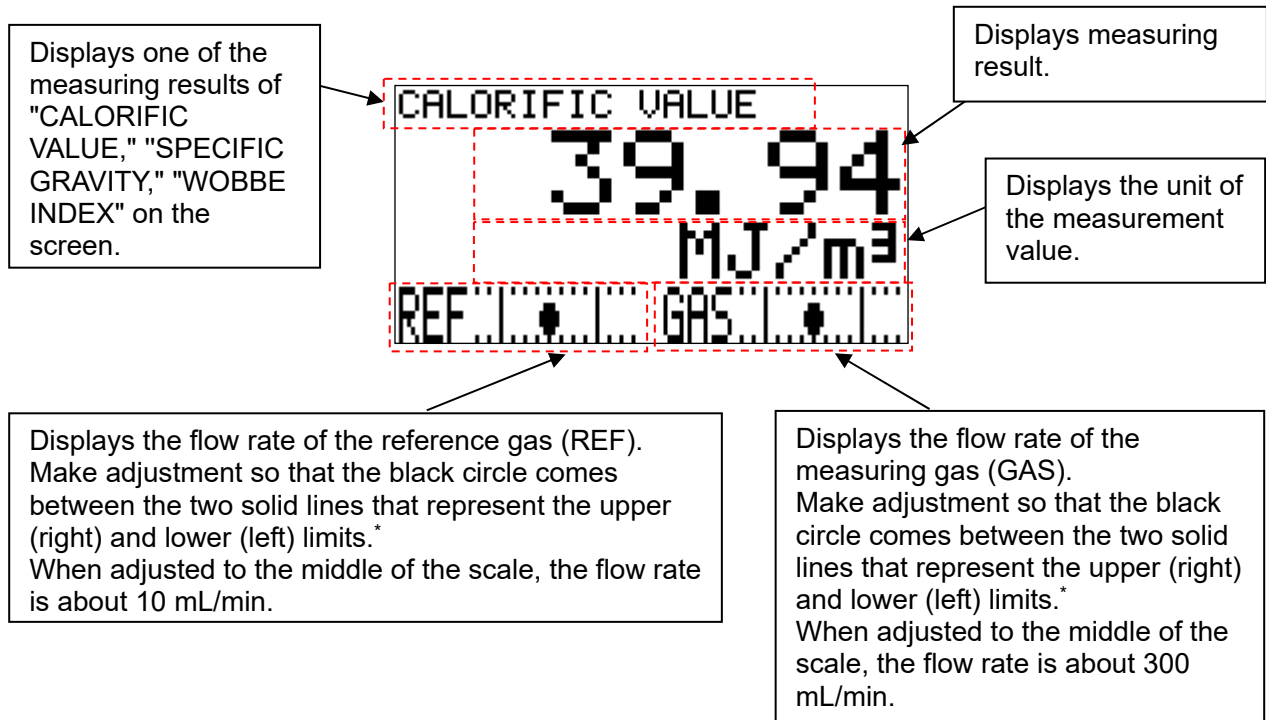 Displays one of the
measuring results of
"CALORIFIC
VALUE," "SPECIFIC
GRAVITY," "WOBBE
INDEX" on the
screen.
Displays measuring
result.
CALORIFIC VALUE
39.94
MJ/m³
REF
GAS
Displays the unit of
the measurement
value.
Displays the flow rate of the reference gas (REF).
Make adjustment so that the black circle comes
between the two solid lines that represent the upper
(right) and lower (left) limits.*
When adjusted to the middle of the scale, the flow rate
is about 10 mL/min.
Displays the flow rate of the
measuring gas (GAS).
Make adjustment so that the black
circle comes between the two solid
lines that represent the upper (right)
and lower (left) limits.*
When adjusted to the middle of the
scale, the flow rate is about 300
mL/min.